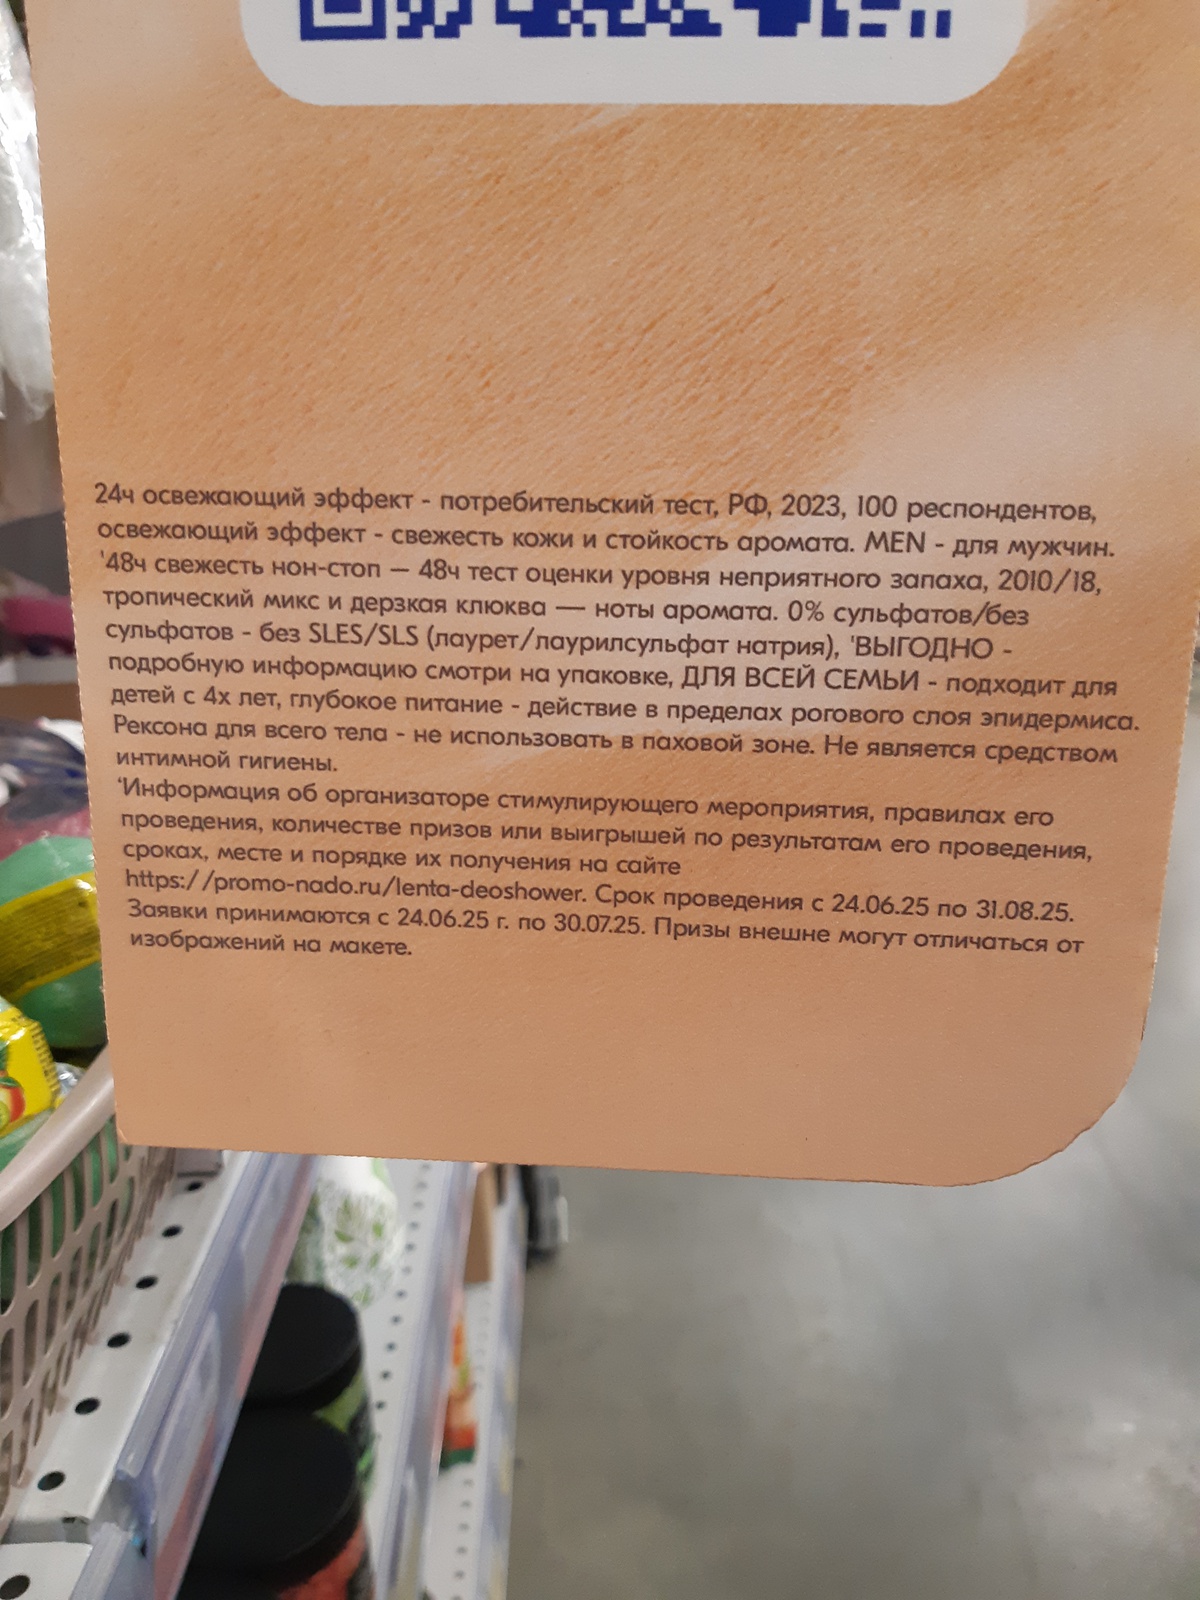 24ч освежающий эффект - потребительский тест, РФ, 2023, 100 респондентов,
освежающий эффект - свежесть кожи и стойкость аромата. MEN - для мужчин.
'48ч свежесть нон-стоп — 48ч тест оценки уровня неприятного запаха, 2010/18,
тропический микс и дерзкая клюква — ноты аромата. 0% сульфатов/без
сульфатов - без SLES/SLS (лаурет/лаурилсульфат натрия), 'ВЫГОДНО -
подробную информацию смотри на упаковке, ДЛЯ ВСЕЙ СЕМЬИ - подходит для
детей с 4х лет, глубокое питание - действие в пределах рогового слоя эпидермиса.
Рексона для всего тела - не использовать в паховой зоне. Не является средством
интимной гигиены.
'Информация об организаторе стимулирующего мероприятия, правилах его
проведения, количестве призов или выигрышей по результатам его проведения,
сроках, месте и порядке их получения на сайте
https://promo-nado.ru/lenta-deoshower. Срок проведения с 24.06.25 по 31.08.25.
Заявки принимаются с 24.06.25 г. по 30.07.25. Призы внешне могут отличаться от
изображений на макете.